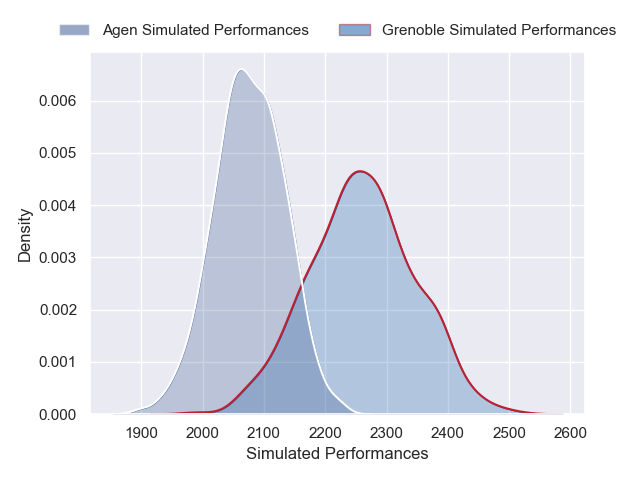 Agen Simulated Performances
Grenoble Simulated Performances
0.006
0.005
0.004
0.003
0.002
0.001
0.000
Density
1900 2000 2100 2200 2300 2400 2500 2600
Simulated Performances